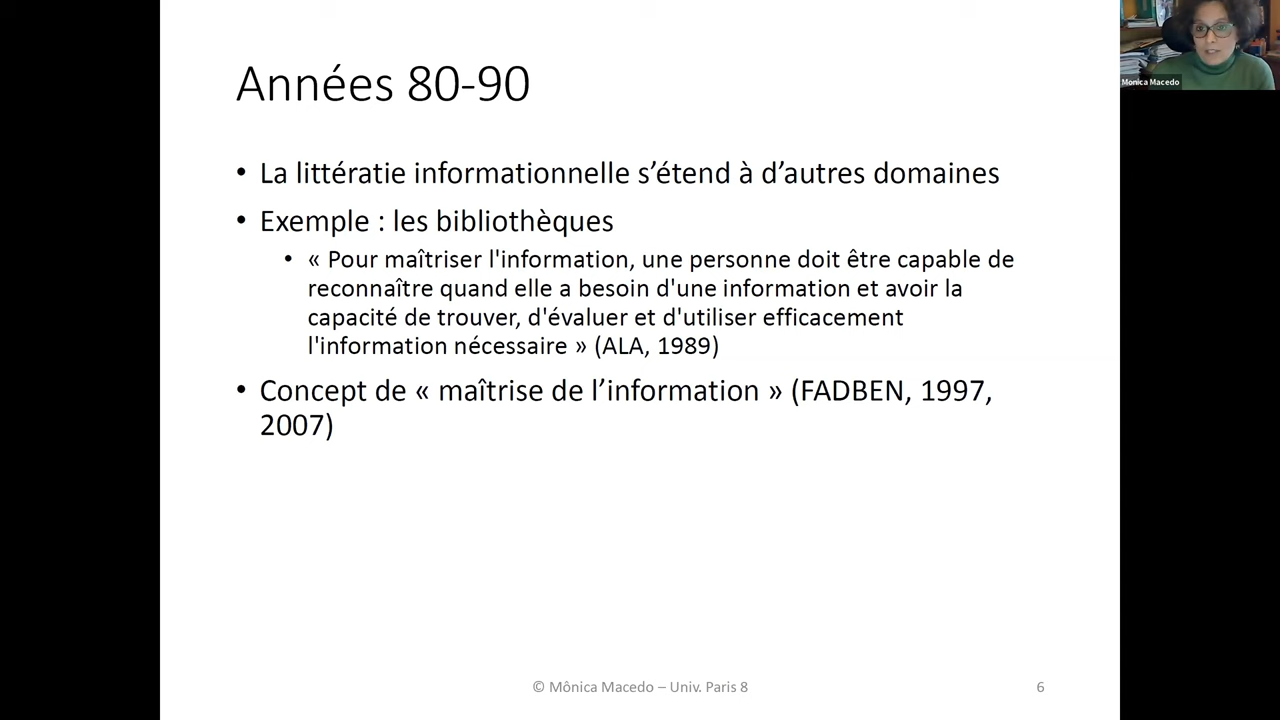 Années 80-90
• La littératie informationnelle s’étend à d’autres domaines
• Exemple : les bibliothèques
• « Pour maîtriser l'information, une personne doit être capable de
reconnaître quand elle a besoin d'une information et avoir la
capacité de trouver, d'évaluer et d'utiliser efficacement
l'information nécessaire » (ALA, 1989)
• Concept de « maîtrise de l’information » (FADBEN, 1997,
2007)
© Mônica Macedo – Univ. Paris 8
6
Monica Macedo